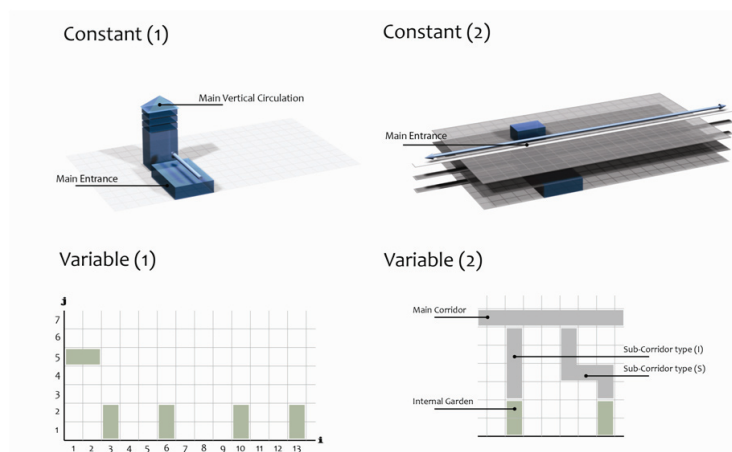 Constant (1)
Constant (2)
Main Vertical Circulation
Main Entrance
Main Entrance
Variable (1)
Variable (2)
j
7
6
5
4
3
2
1
1 2 3 4 5 6 7 8 9 10 11 12 13
i
Main Corridor
Sub-Corridor type (I)
Sub-Corridor type (S)
Internal Garden